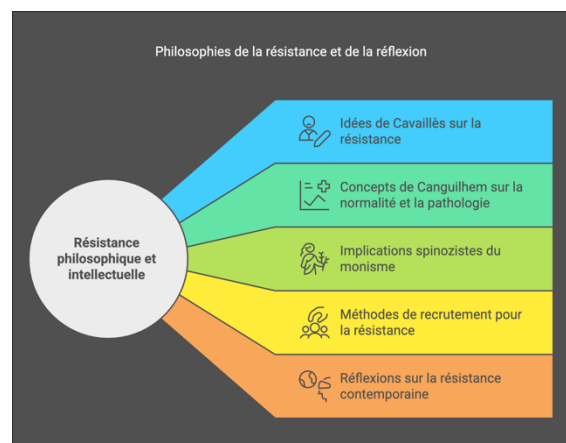 Philosophies de la résistance et de la réflexion
Idées de Cavaillès sur la
résistance
Concepts de Canguilhem sur la
normalité et la pathologie
Résistance
philosophique et
intellectuelle
Implications spinozistes du
monisme
Méthodes de recrutement pour
la résistance
Réflexions sur la résistance
contemporaine